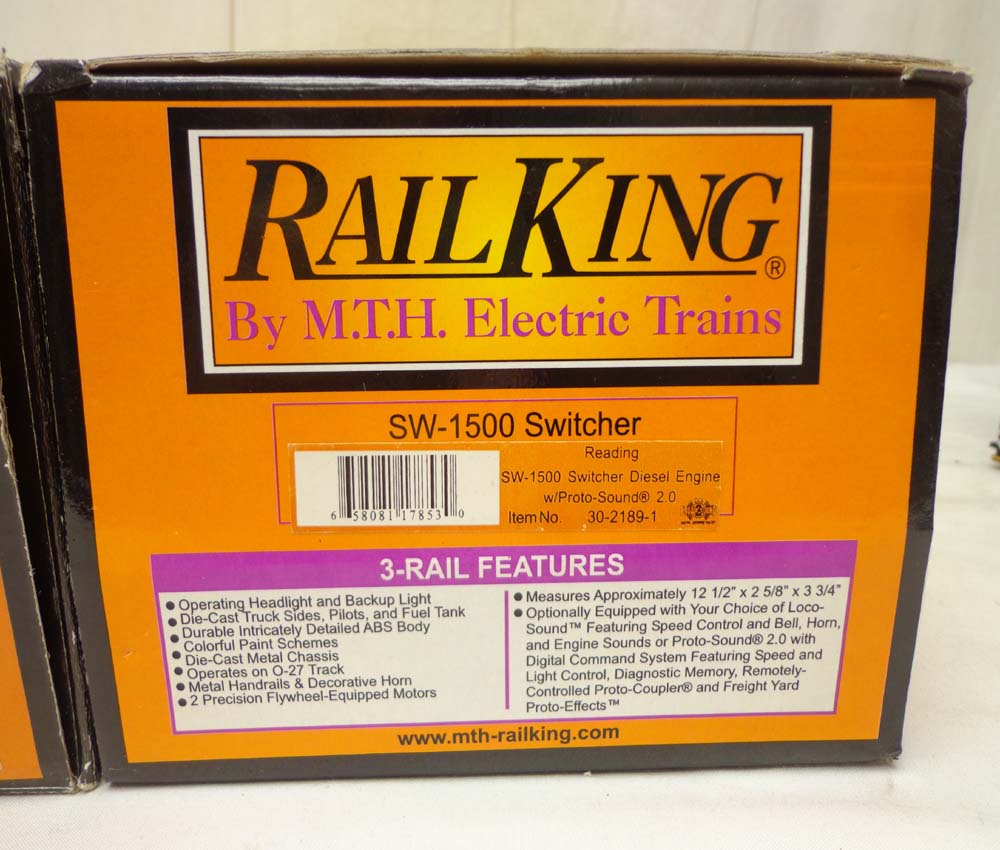 RAILKING®
By M.T.H. Electric Trains
SW-1500 Switcher
Reading
SW-1500 Switcher Diesel Engine
w/Proto-Sound® 2.0
Item No. 30-2189-1
6 58081 17853 0
3-RAIL FEATURES
• Operating Headlight and Backup Light
• Die-Cast Truck Sides, Pilots, and Fuel Tank
• Durable Intricately Detailed ABS Body
• Colorful Paint Schemes
• Die-Cast Metal Chassis
• Operates on O-27 Track
• Metal Handrails & Decorative Horn
• 2 Precision Flywheel-Equipped Motors
• Measures Approximately 12 1/2" x 2 5/8" x 3 3/4"
• Optionally Equipped with Your Choice of Loco-
Sound™ Featuring Speed Control and Bell, Horn,
and Engine Sounds or Proto-Sound® 2.0 with
Digital Command System Featuring Speed and
Light Control, Diagnostic Memory, Remotely-
Controlled Proto-Coupler® and Freight Yard
Proto-Effects™
www.mth-railking.com